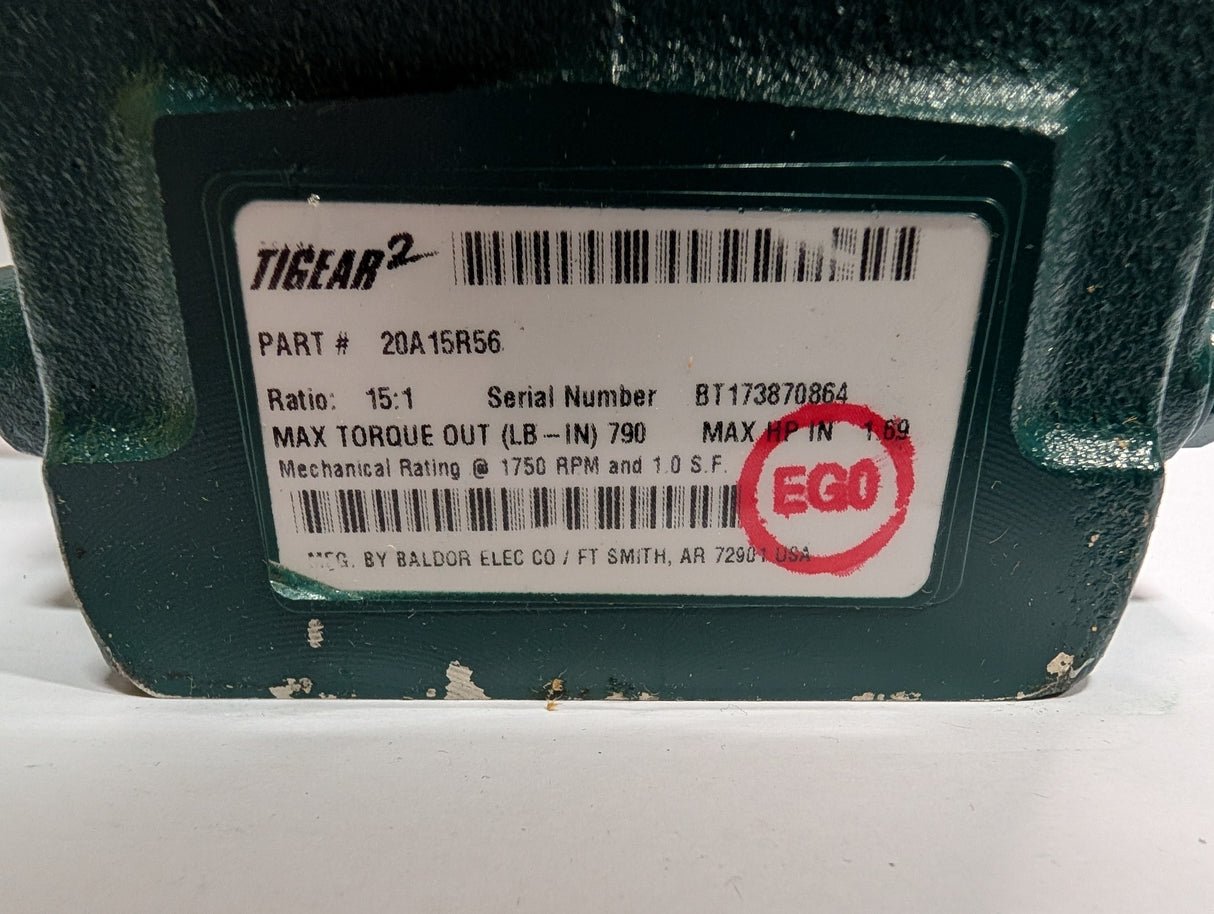 TIGEAR2
PART # 20A15R56
Ratio: 15:1 Serial Number BT173870864
MAX TORQUE OUT (LB-IN) 790 MAX HP IN 1.69
Mechanical Rating @ 1750 RPM and 1.0 S.F.
EGO
MFG. BY BALDOR ELEC CO / FT SMITH, AR 72901 USA